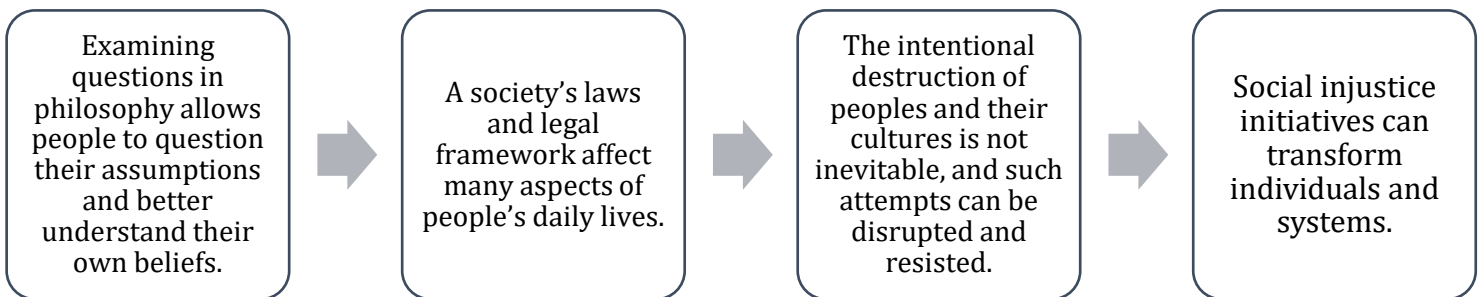 Examining
questions in
philosophy allows
people to question
their assumptions
and better
understand their
own beliefs.
A society’s laws
and legal
framework affect
many aspects of
people’s daily lives.
The intentional
destruction of
peoples and their
cultures is not
inevitable, and such
attempts can be
disrupted and
resisted.
Social injustice
initiatives can
transform
individuals and
systems.